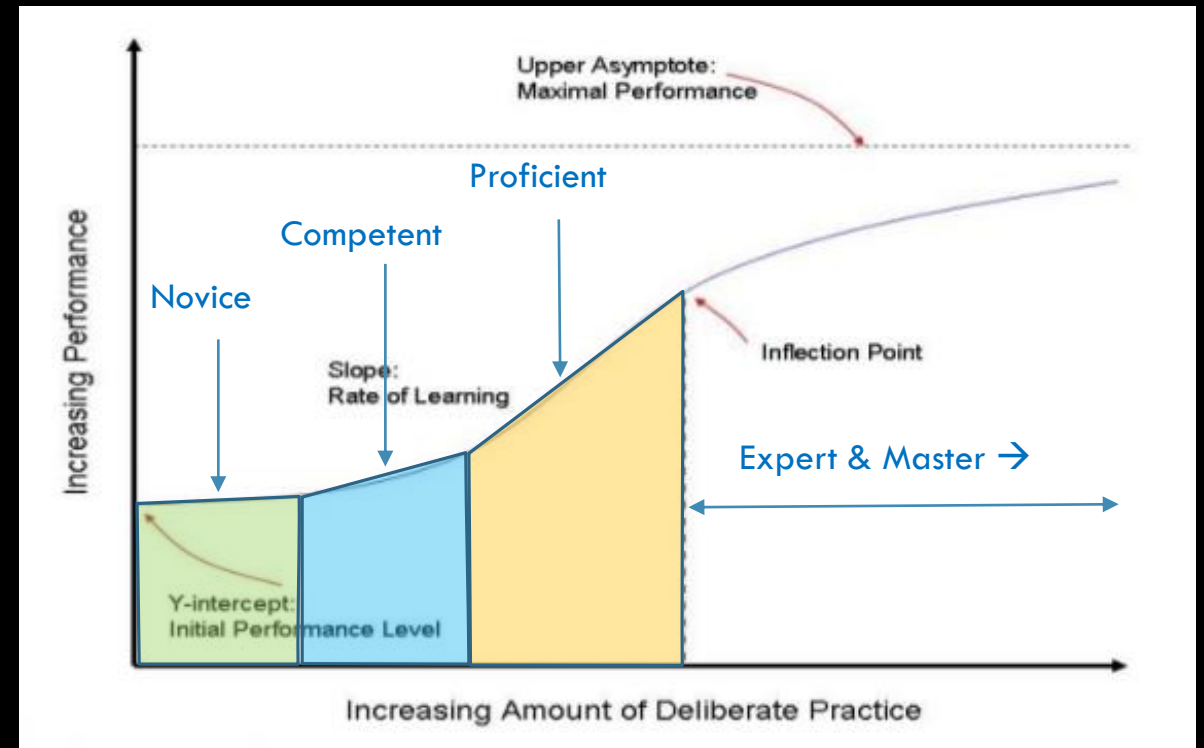 Upper Asymptote:
Maximal Performance
Proficient
Competent
Novice
Slope:
Rate of Learning
Inflection Point
Expert & Master →
Y-intercept:
Initial Performance Level
Increasing Performance
Increasing Amount of Deliberate Practice